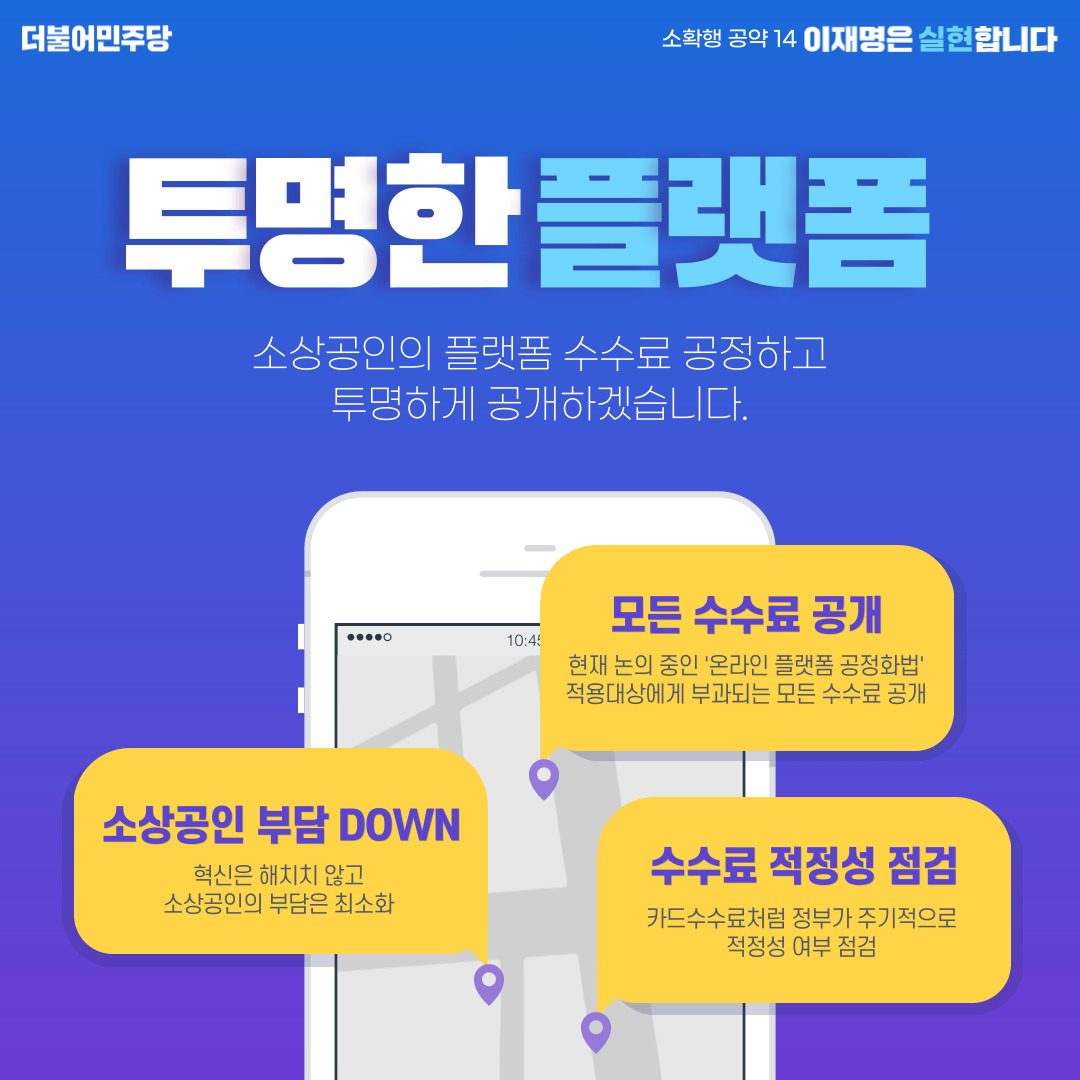 더불어민주당
소확행 공약 14 이재명은 실현합니다
투명한 플랫폼
소상공인의 플랫폼 수수료 공정하고
투명하게 공개하겠습니다.
10:45
모든 수수료 공개
현재 논의 중인 '온라인 플랫폼 공정화법'
적용대상에게 부과되는 모든 수수료 공개
소상공인 부담 DOWN
혁신은 해치치 않고
소상공인의 부담은 최소화
수수료 적정성 점검
카드수수료처럼 정부가 주기적으로
적정성 여부 점검